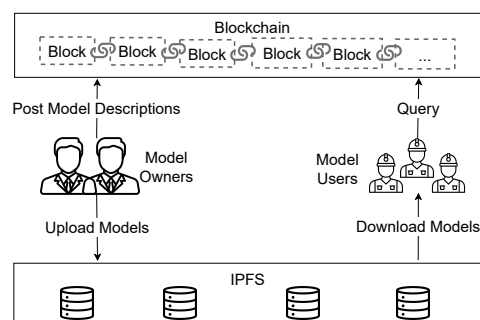 Blockchain
Block Block Block Block Block ...
Post Model Descriptions
Query
Model
Owners
Model
Users
Upload Models
Download Models
IPFS